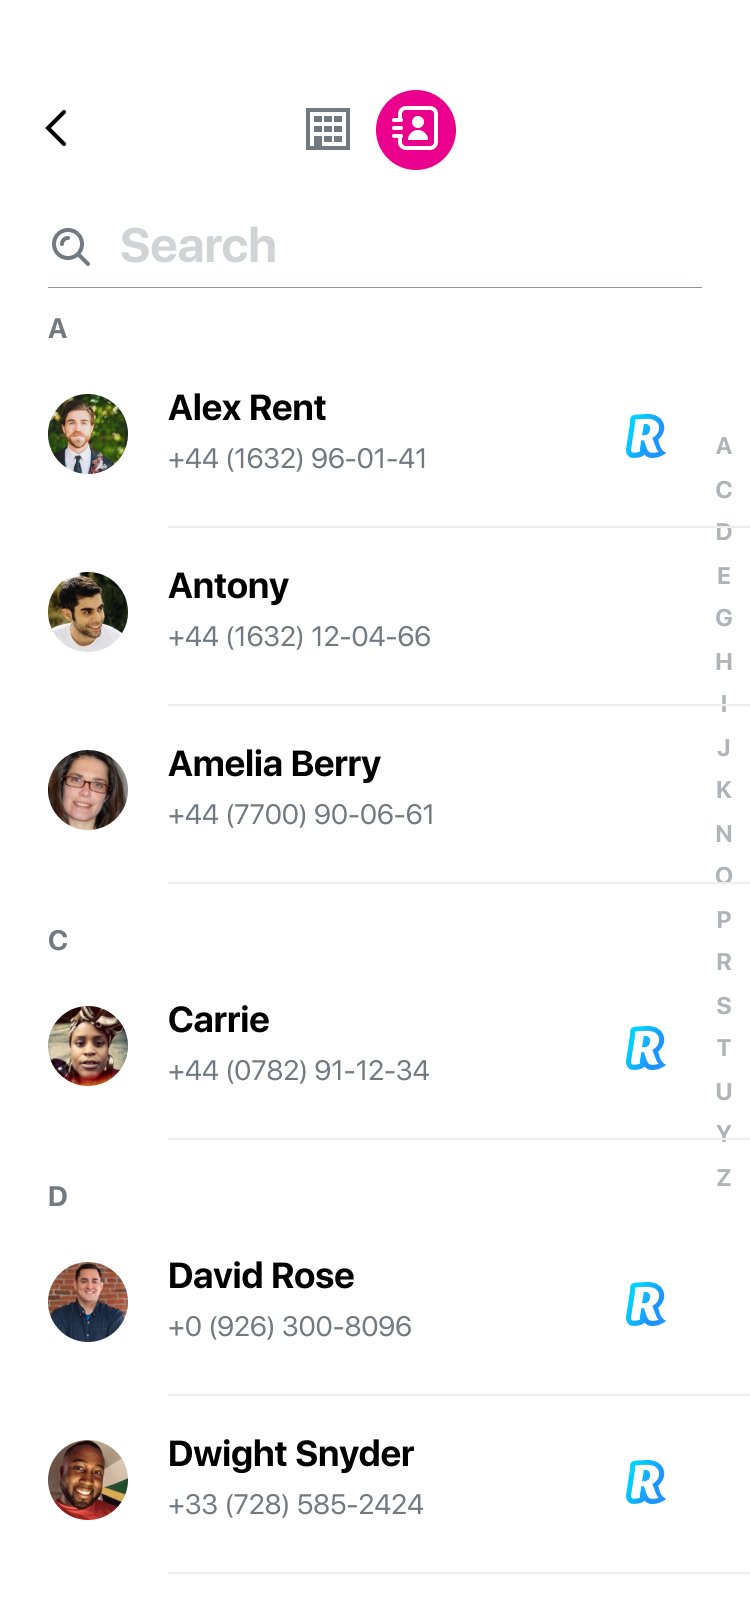 Search
A
Alex Rent
+44 (1632) 96-01-41
R
Antony
+44 (1632) 12-04-66
Amelia Berry
+44 (7700) 90-06-61
C
Carrie
+44 (0782) 91-12-34
R
D
David Rose
+0 (926) 300-8096
R
Dwight Snyder
+33 (728) 585-2424
R
A
C
D
E
G
H
I
J
K
N
O
P
R
S
T
U
Y
Z